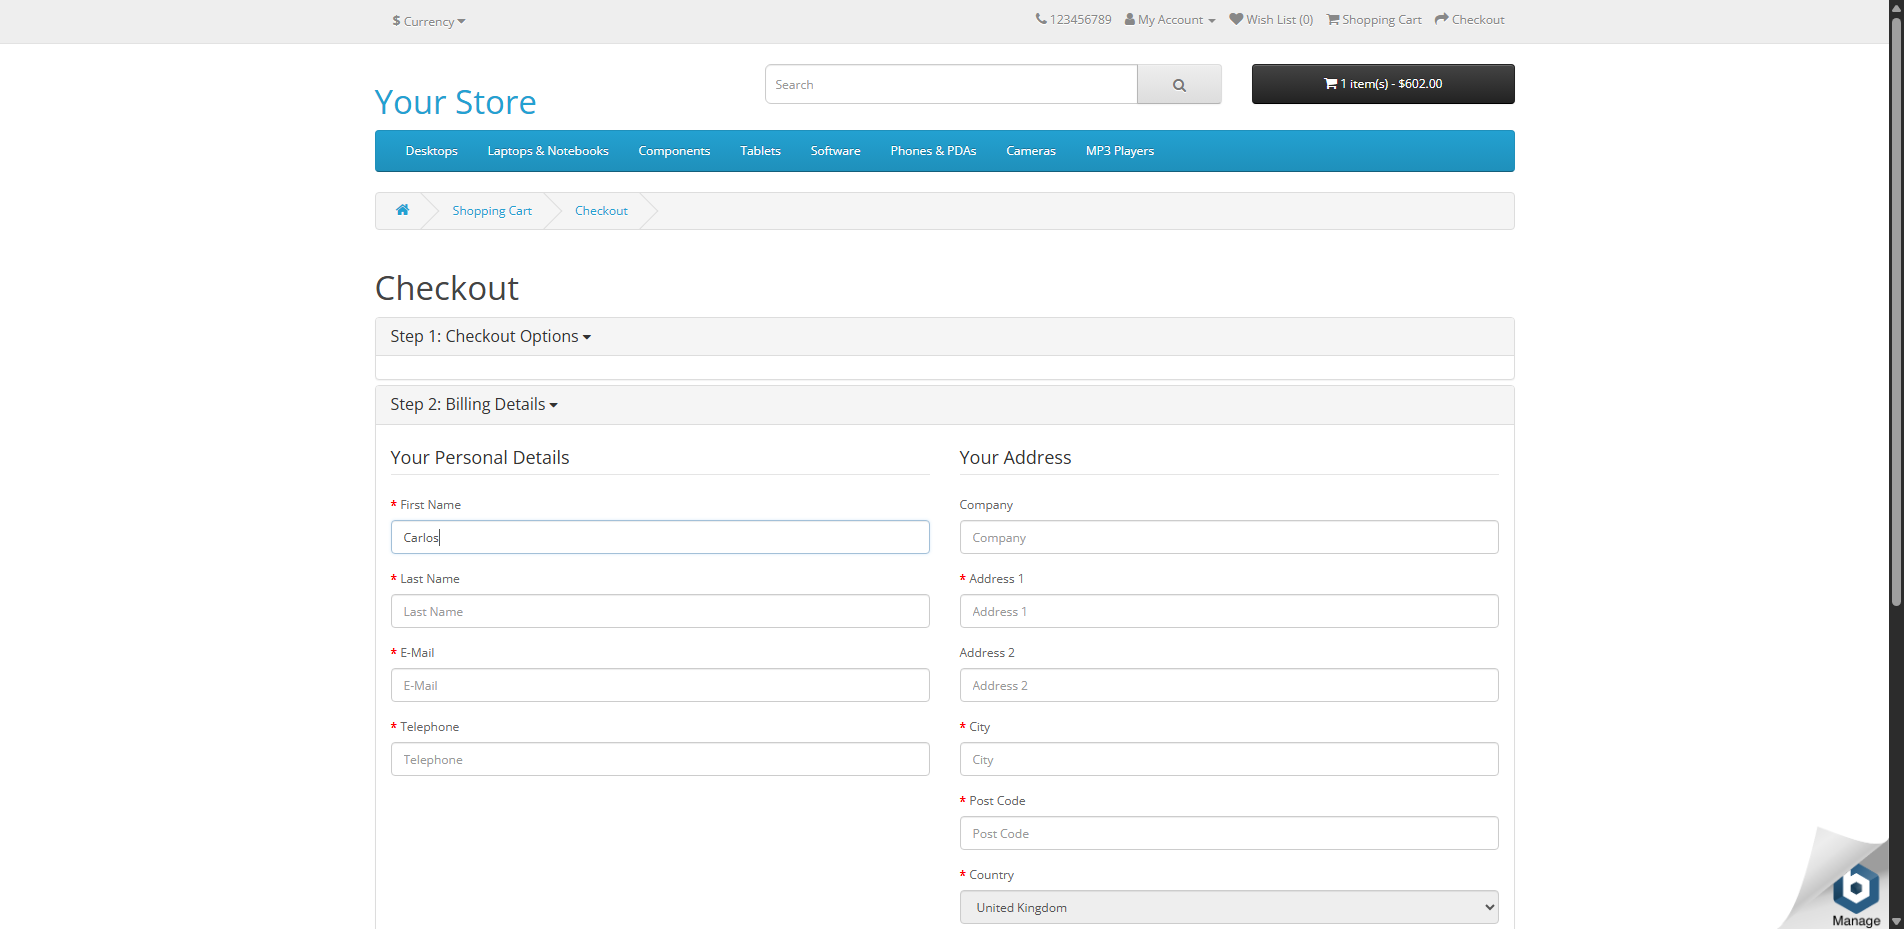 $ Currency
123456789 My Account Wish List (0) Shopping Cart Checkout
Your Store
Search
1 item(s) - $602.00
Desktops Laptops & Notebooks Components Tablets Software Phones & PDAs Cameras MP3 Players
Shopping Cart Checkout
Checkout
Step 1: Checkout Options
Step 2: Billing Details
Your Personal Details
* First Name
Carlos
* Last Name
Last Name
* E-Mail
E-Mail
* Telephone
Telephone
Your Address
Company
Company
* Address 1
Address 1
Address 2
Address 2
* City
City
* Post Code
Post Code
* Country
United Kingdom
b
Manage